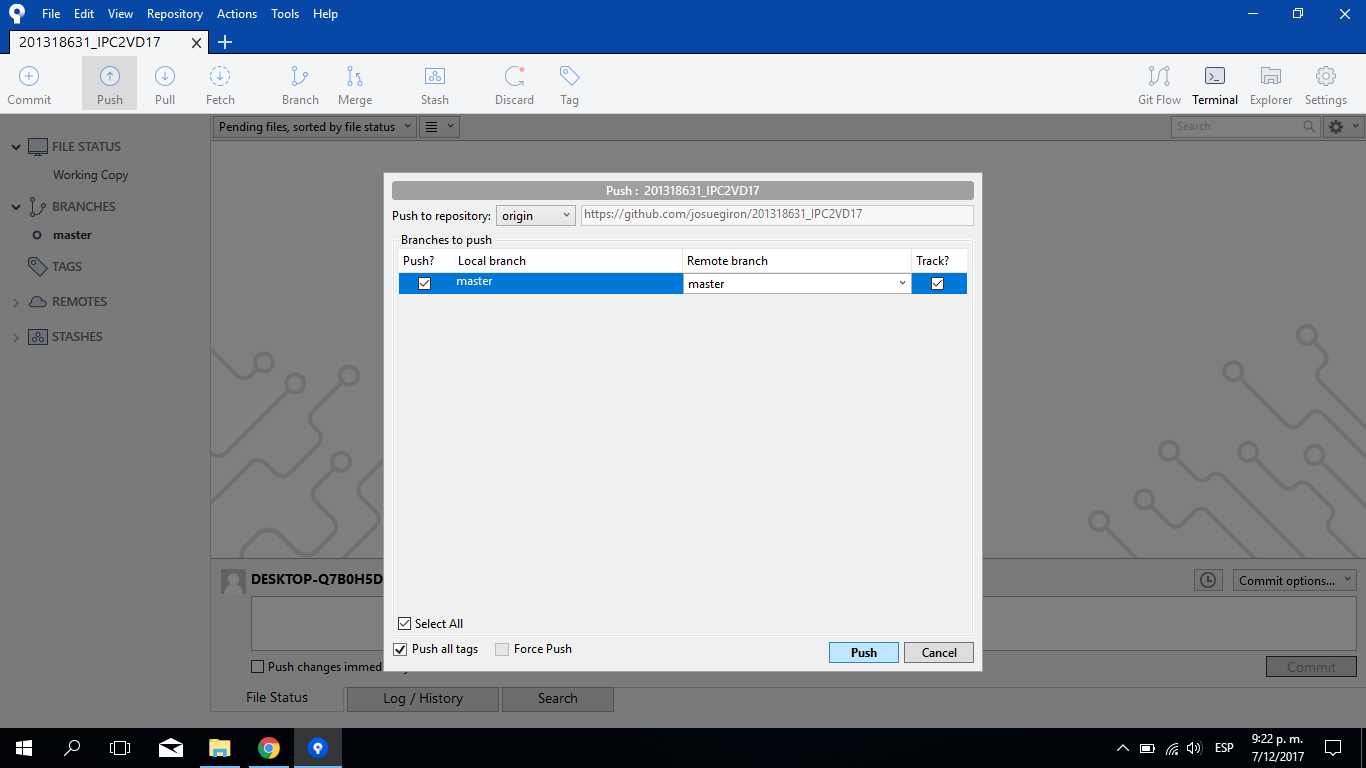 File Edit View Repository Actions Tools Help
201318631_IPC2VD17
Commit Push Pull Fetch Branch Merge Stash Discard Tag Git Flow Terminal Explorer Settings
Pending files, sorted by file status Search
FILE STATUS
Working Copy
BRANCHES
master
TAGS
REMOTES
STASHES
Push : 201318631_IPC2VD17
Push to repository: origin https://github.com/josuegiron/201318631_IPC2VD17
Branches to push
Push? Local branch Remote branch Track?
master master
Select All
Push all tags Force Push Push Cancel
DESKTOP-Q7B0H5D Commit options...
Push changes immed
Commit
File Status Log / History Search
ESP 9:22 p. m.
7/12/2017